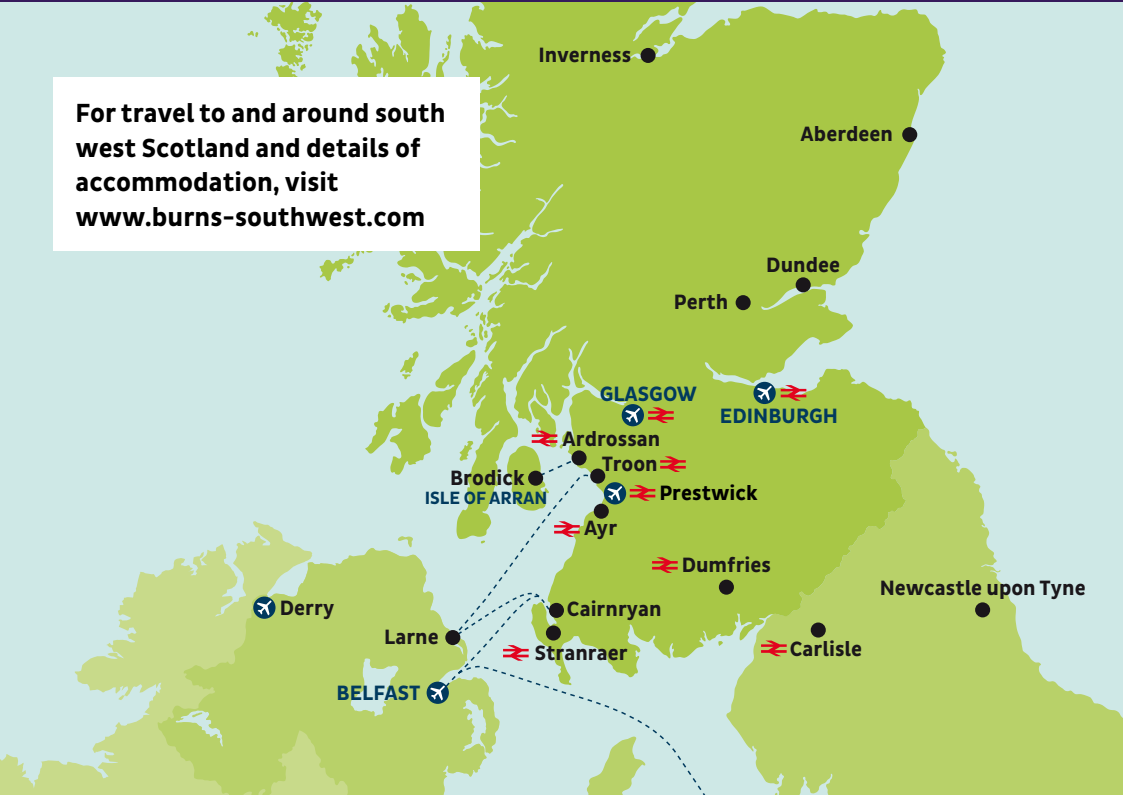 Inverness
For travel to and around south
west Scotland and details of
accommodation, visit
www.burns-southwest.com
Aberdeen
Dundee
Perth
GLASGOW
EDINBURGH
Ardrossan
Troon
Brodick
ISLE OF ARRAN
Prestwick
Ayr
Dumfries
Newcastle upon Tyne
Derry
Cairnryan
Larne
Stranraer
Carlisle
BELFAST